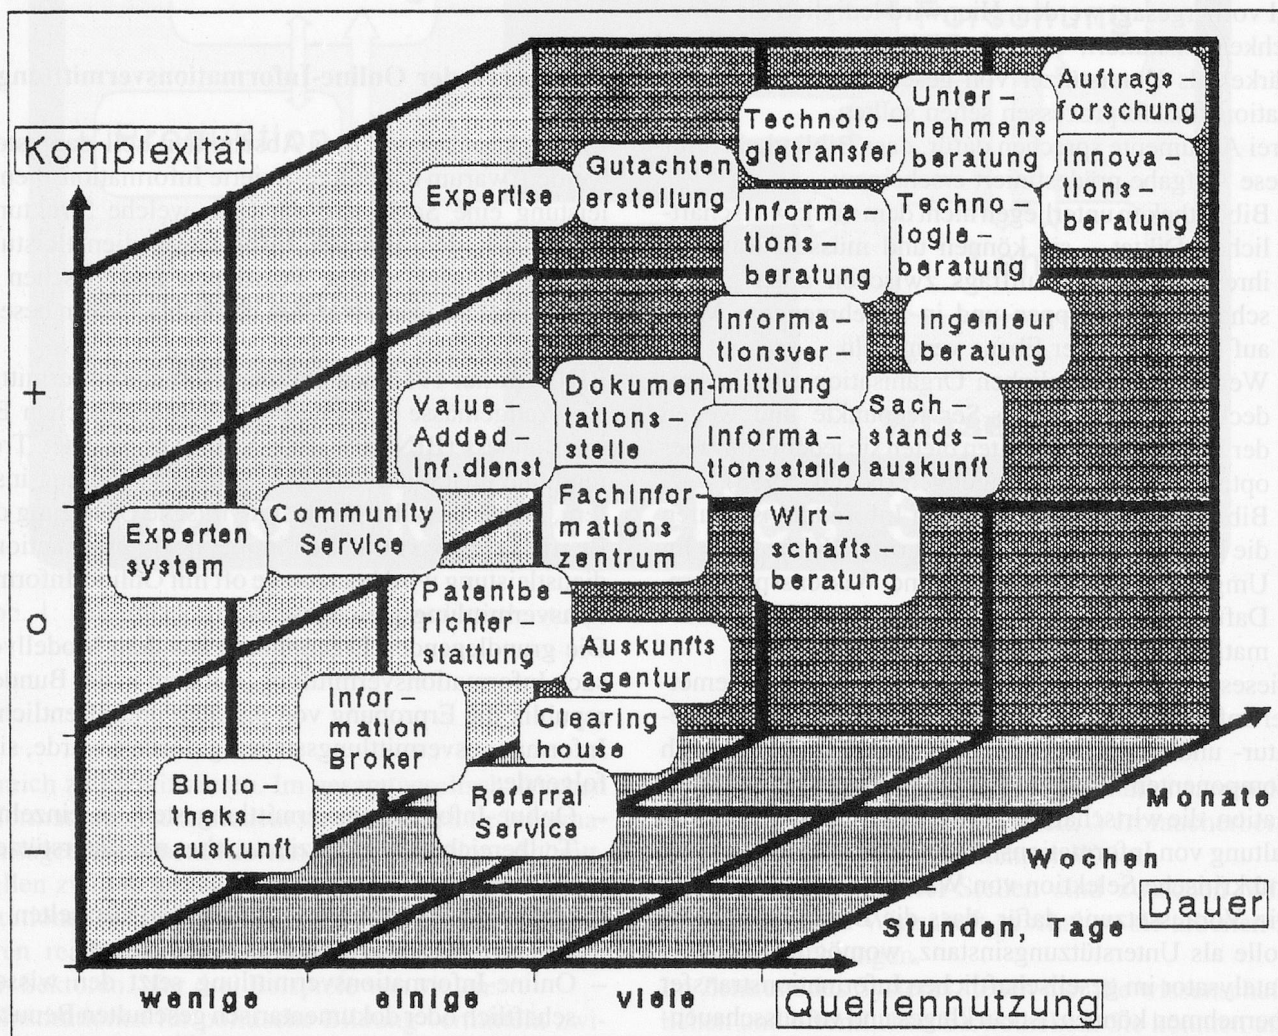 Komplexität
+
o
–
Auftrags–
forschung
Unter–
nehmens
beratung
Technolo–
gietransfer
Innova–
tions–
beratung
Gutachten
erstellung
Expertise
Informa–
tions–
beratung
Techno–
logie–
beratung
Informa–
tionsver–
mittlung
Ingenieur
beratung
Dokumen–
tations–
stelle
Value
Added–
Inf.dienst
Informa–
tionsstelle
Sach–
stands–
auskunft
Community
Service
Experten
system
Fachinfor–
mations
zentrum
Wirt–
schafts
beratung
Patentbe–
richter–
stattung
Auskunfts
agentur
Infor
mation
Broker
Clearing
house
Biblio
theks–
auskunft
Referral
Service
Monate
Wochen
Stunden, Tage
Dauer
wenige
einige
viele
Quellennutzung